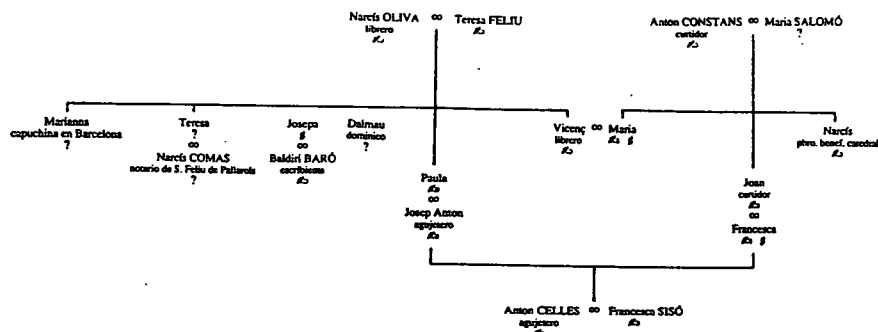 Narcís OLIVA ∞ Teresa FELIU
librero
Anton CONSTANS ∞ Maria SALOMÓ
curtidor
?
Marianna
capuchina en Barcelona
?
Teresa
?
∞
Narcís COMAS
notario de S. Feliu de Pallarols
?
Josepa
$
∞
Baldiri BARÓ
escribiente
Dalmau
dominico
?
Vicenç ∞ Maria
librero
$
Narcís
pbro. benef. catedral
Paula
∞
Josep Anton
agujetero
Joan
curtidor
∞
Francesca
$
Anton CELLES ∞ Francesca SISÓ
agujetero